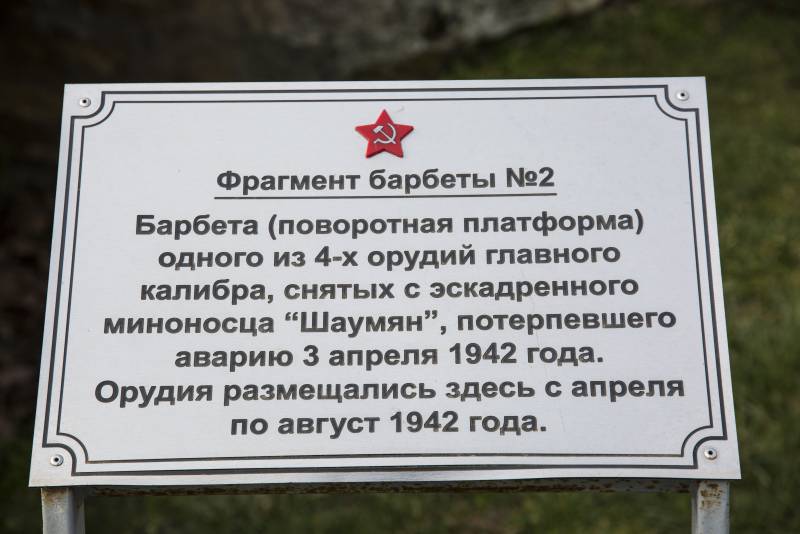 Фрагмент барбеты №2
Барбета (поворотная платформа)
одного из 4-х орудий главного
калибра, снятых с эскадренного
миноносца “Шаумян”, потерпевшего
аварию 3 апреля 1942 года.
Орудия размещались здесь с апреля
по август 1942 года.